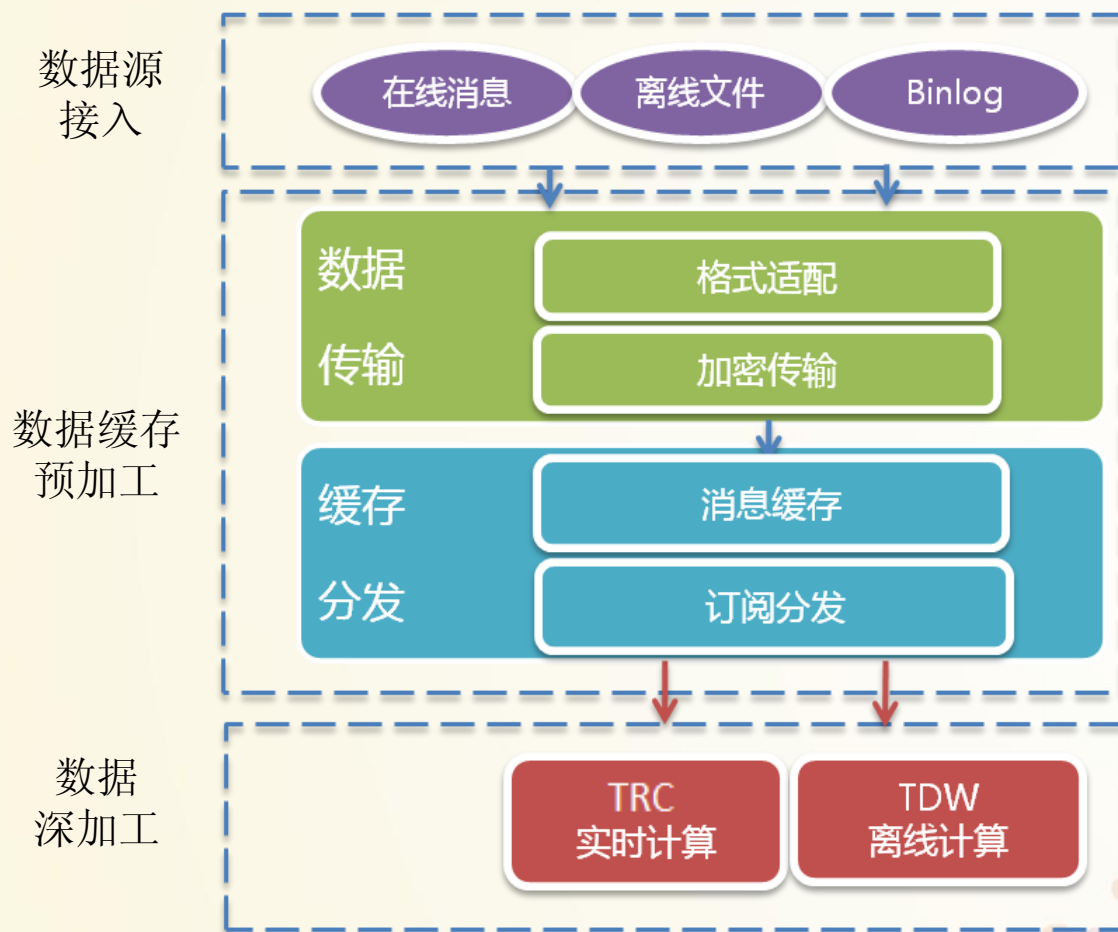 数据源
接入
在线消息
离线文件
Binlog
数据缓存
预加工
数据
传输
格式适配
加密传输
缓存
分发
消息缓存
订阅分发
数据
深加工
TRC
实时计算
TDW
离线计算